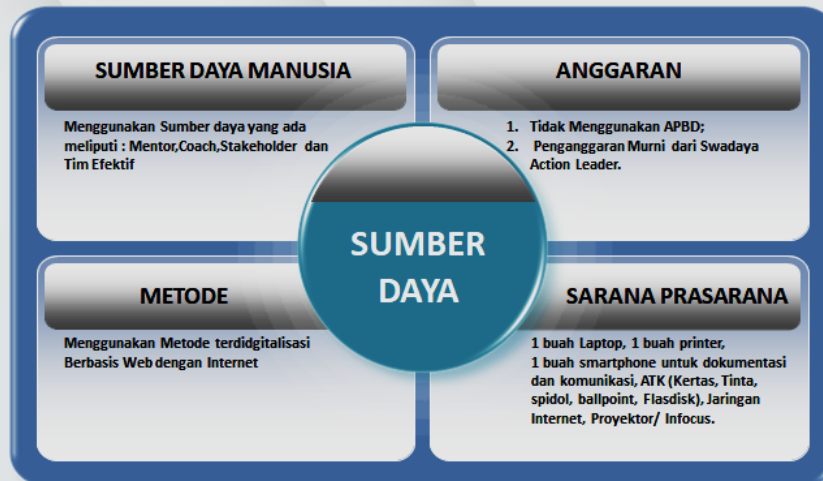 SUMBER DAYA MANUSIA
Menggunakan Sumber daya yang ada
meliputi : Mentor,Coach,Stakeholder dan
Tim Efektif
ANGGARAN
1. Tidak Menggunakan APBD;
2. Penganggaran Murni dari Swadaya
Action Leader.
SUMBER
DAYA
METODE
Menggunakan Metode terdidgitalisasi
Berbasis Web dengan Internet
SARANA PRASARANA
1 buah Laptop, 1 buah printer,
1 buah smartphone untuk dokumentasi
dan komunikasi, ATK (Kertas, Tinta,
spidol, ballpoint, Flasdisk), Jaringan
Internet, Proyektor/ Infocus.